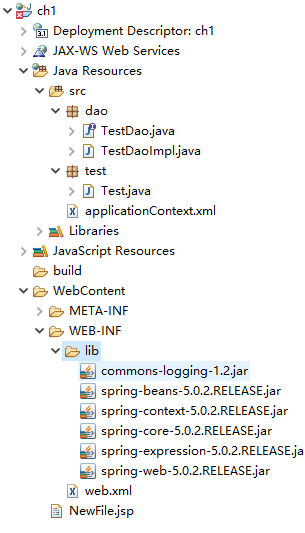 ch1
Deployment Descriptor: ch1
JAX-WS Web Services
Java Resources
src
dao
TestDao.java
TestDaoImpl.java
test
Test.java
applicationContext.xml
Libraries
JavaScript Resources
build
WebContent
META-INF
WEB-INF
lib
commons-logging-1.2.jar
spring-beans-5.0.2.RELEASE.jar
spring-context-5.0.2.RELEASE.jar
spring-core-5.0.2.RELEASE.jar
spring-expression-5.0.2.RELEASE.ja
spring-web-5.0.2.RELEASE.jar
web.xml
NewFile.jsp